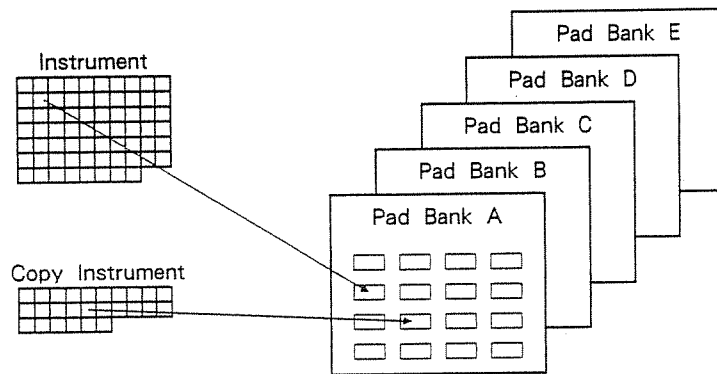 Instrument
Copy Instrument
Pad Bank E
Pad Bank D
Pad Bank C
Pad Bank B
Pad Bank A